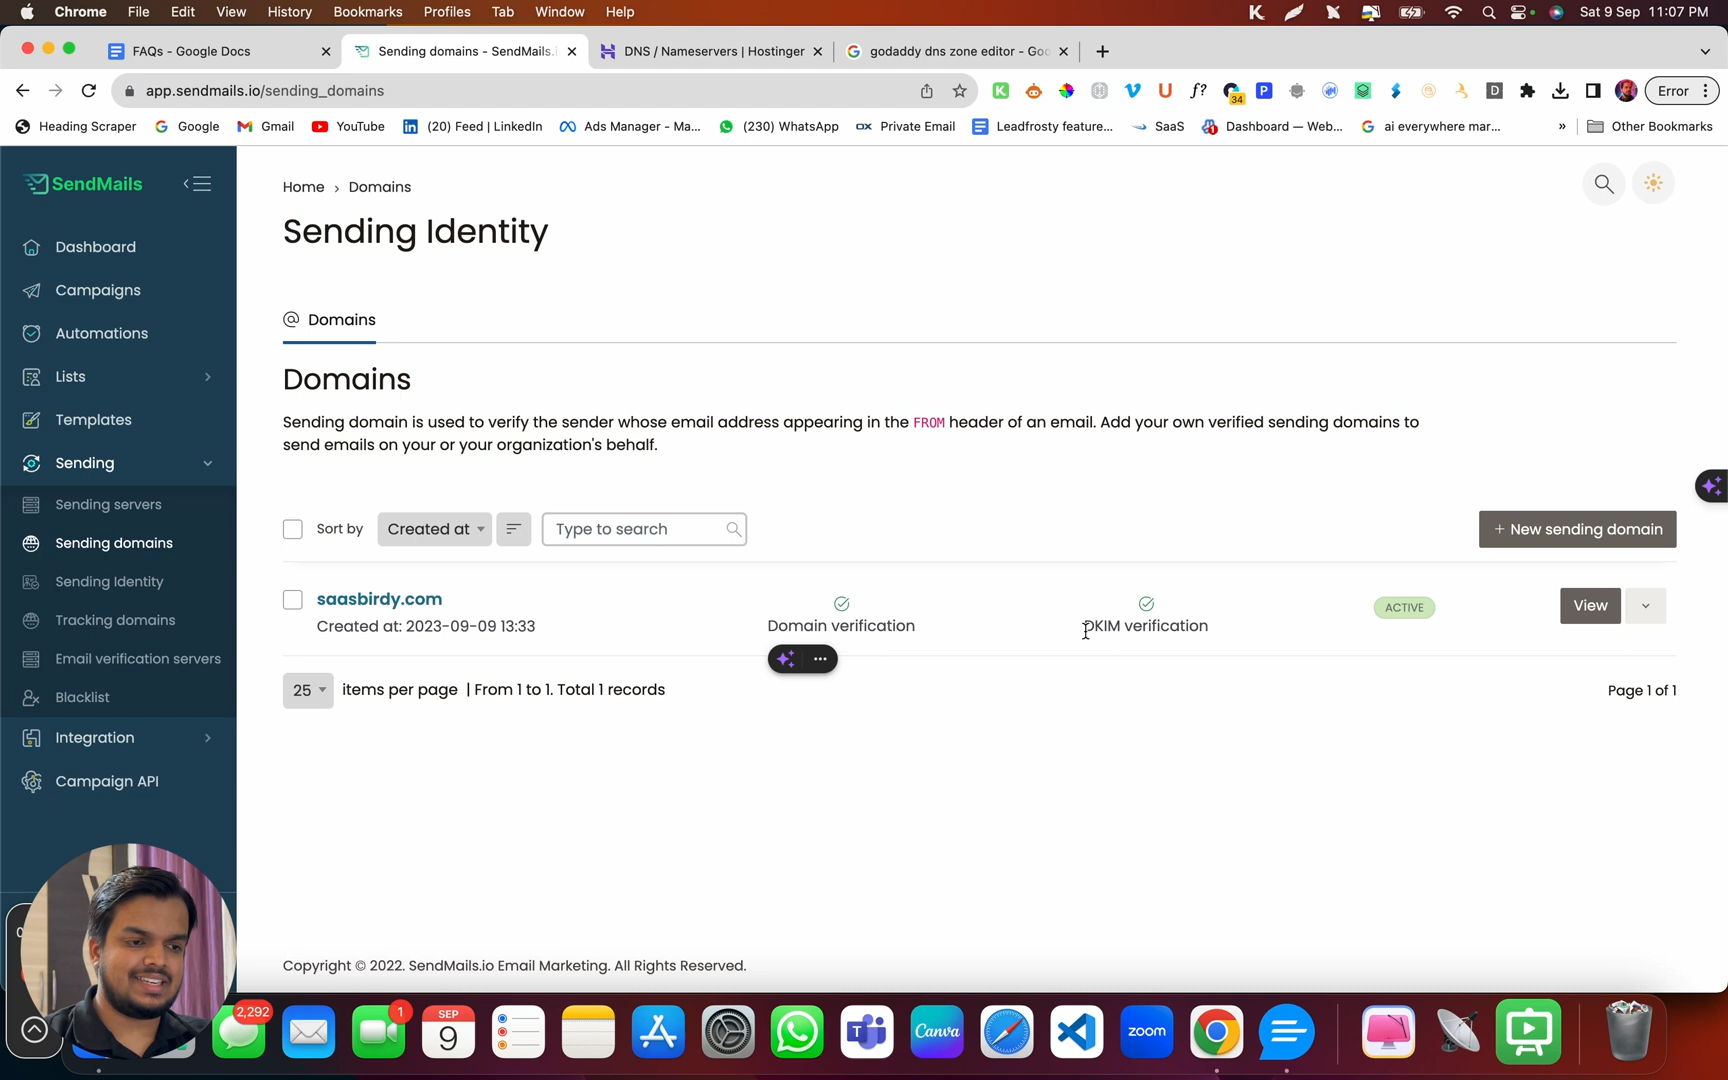 Chrome File Edit View History Bookmarks Profiles Tab Window Help Sat 9 Sep 11:07 PM
FAQs - Google Docs Sending domains - SendMails. DNS / Nameservers | Hostinger godaddy dns zone editor - Goo
app.sendmails.io/sending_domains 34 Error
Heading Scraper Google Gmail YouTube (20) Feed | LinkedIn Ads Manager - Ma... (230) WhatsApp Private Email Leadfrosty feature... SaaS Dashboard — Web... ai everywhere mar... » Other Bookmarks
SendMails
Dashboard
Campaigns
Automations
Lists
Templates
Sending
Sending servers
Sending domains
Sending Identity
Tracking domains
Email verification servers
Blacklist
Integration
Campaign API
Home › Domains
Sending Identity
Domains
Domains
Sending domain is used to verify the sender whose email address appearing in the FROM header of an email. Add your own verified sending domains to
send emails on your or your organization's behalf.
Sort by Created at Type to search + New sending domain
saasbirdy.com
Created at: 2023-09-09 13:33
Domain verification
DKIM verification
ACTIVE
View
25 items per page | From 1 to 1. Total 1 records Page 1 of 1
Copyright © 2022. SendMails.io Email Marketing. All Rights Reserved.
2,292 1 SEP 9 Canva zoom